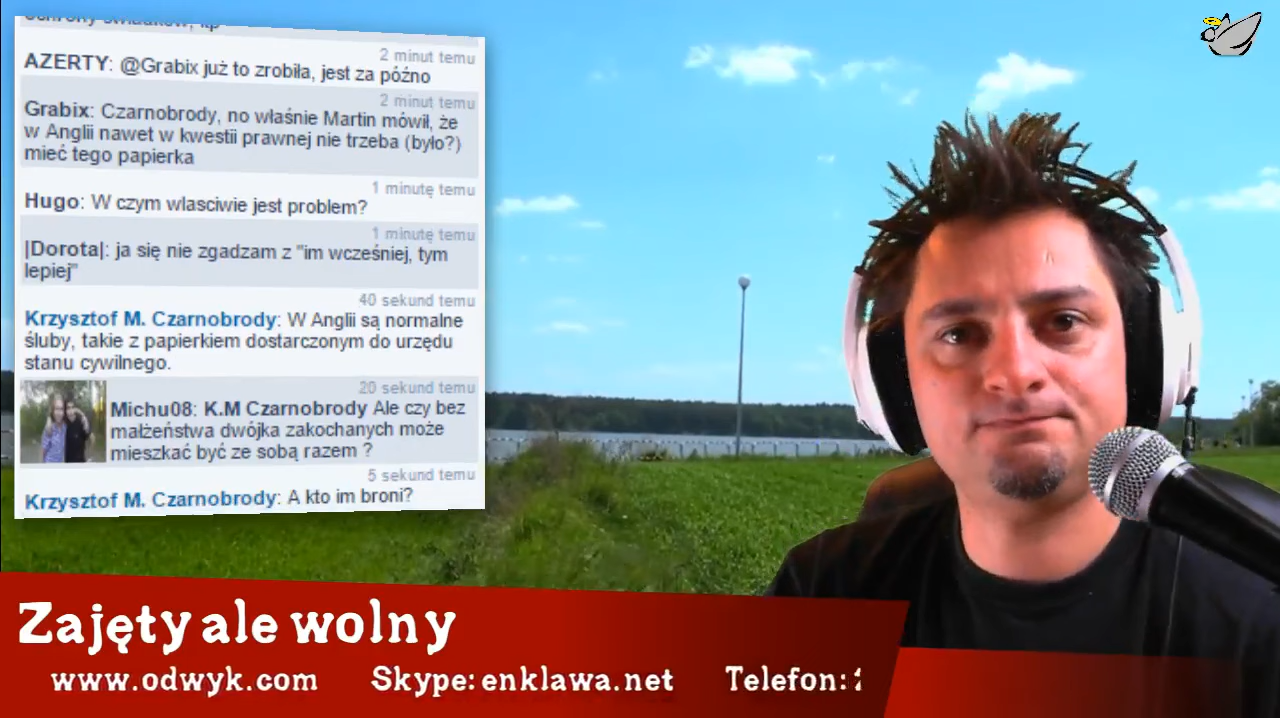 2 minut temu
AZERTY: @Grabix już to zrobiła, jest za późno
2 minut temu
Grabix: Czarnobrody, no właśnie Martin mówił, że
w Anglii nawet w kwestii prawnej nie trzeba (było?)
mieć tego papierka
1 minutę temu
Hugo: W czym wlasciwie jest problem?
1 minutę temu
|Dorota|: ja się nie zgadzam z "im wcześniej, tym
lepiej"
40 sekund temu
Krzysztof M. Czarnobrody: W Anglii są normalne
śluby, takie z papierkiem dostarczonym do urzędu
stanu cywilnego.
20 sekund temu
Michu08: K.M Czarnobrody Ale czy bez
małżeństwa dwójka zakochanych może
mieszkać być ze sobą razem ?
5 sekund temu
Krzysztof M. Czarnobrody: A kto im broni?
Zajęty ale wolny
www.odwyk.com Skype: enklawa.net Telefon: